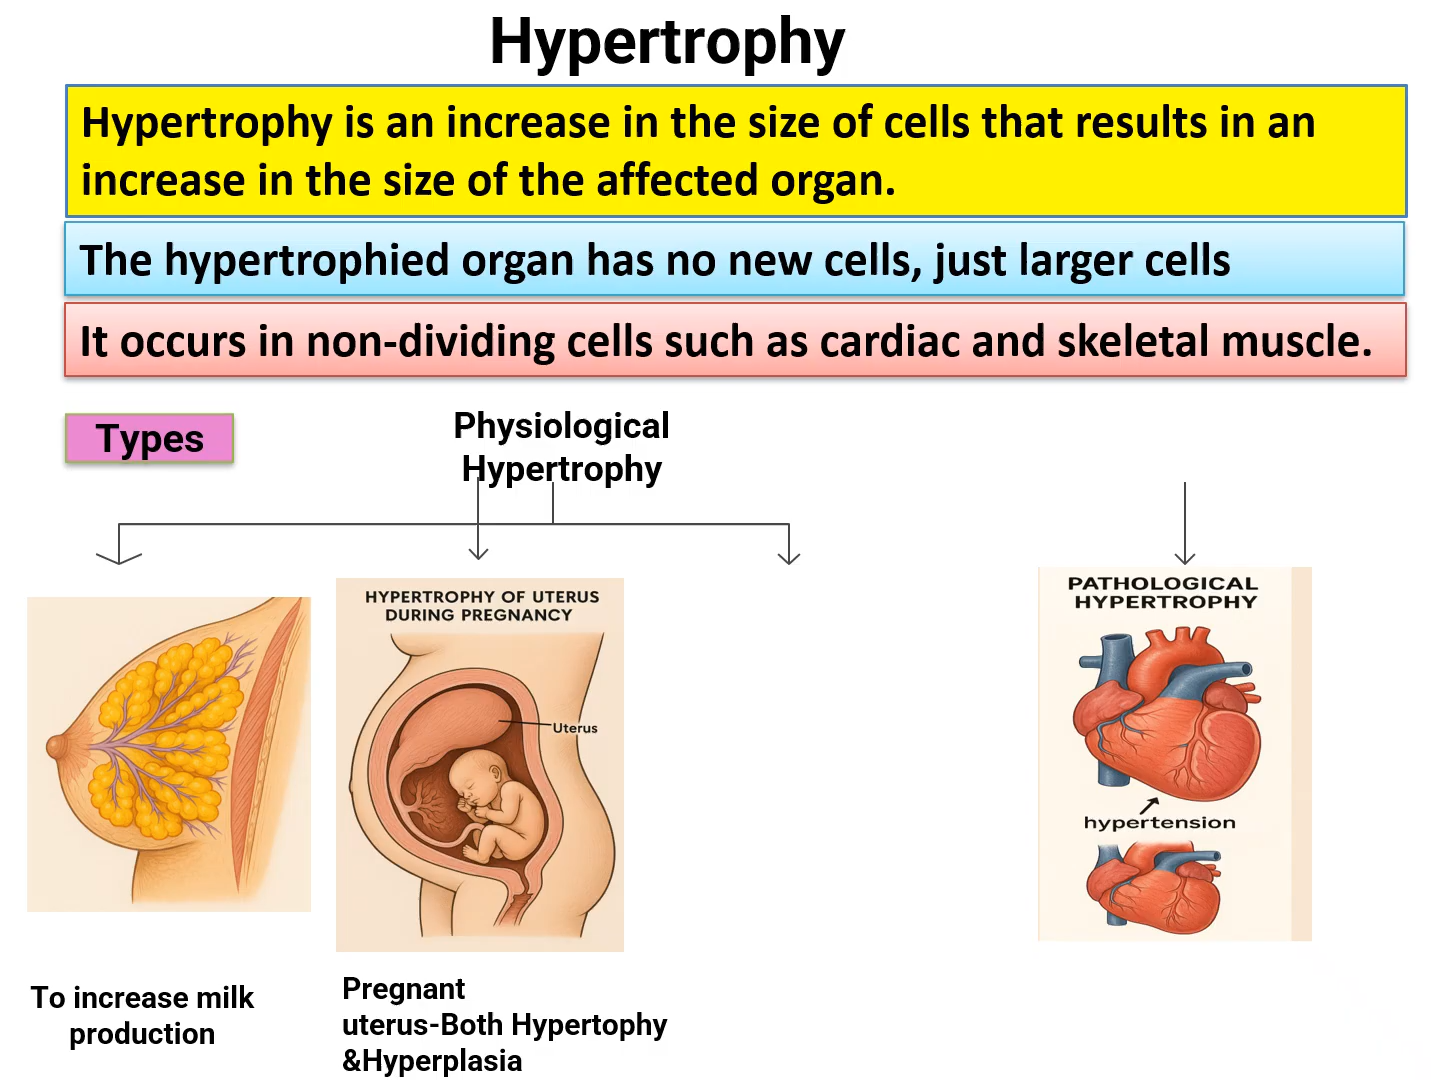 Hypertrophy
Hypertrophy is an increase in the size of cells that results in an
increase in the size of the affected organ.
The hypertrophied organ has no new cells, just larger cells
It occurs in non-dividing cells such as cardiac and skeletal muscle.
Types
Physiological
Hypertrophy
HYPERTROPHY OF UTERUS
DURING PREGNANCY
Uterus
PATHOLOGICAL
HYPERTROPHY
hypertension
To increase milk
production
Pregnant
uterus-Both Hypertophy
&Hyperplasia